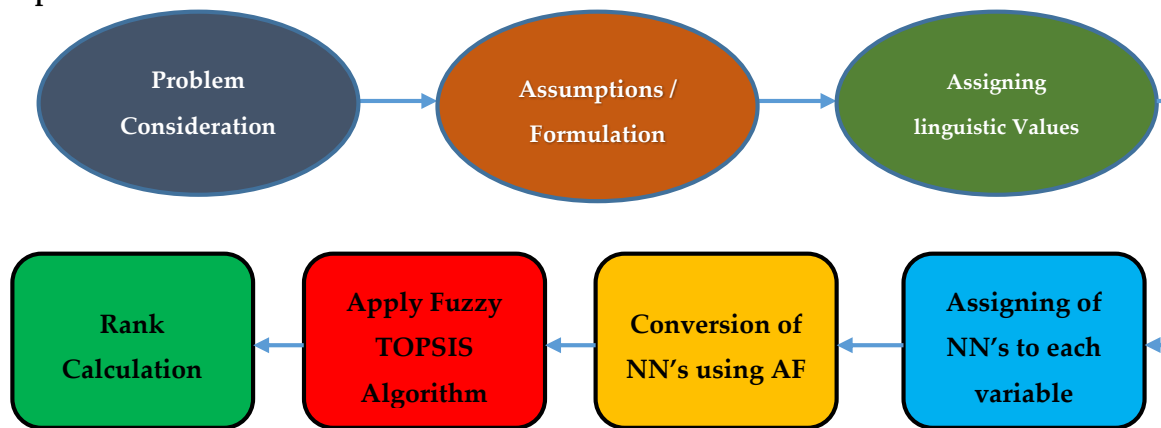 Problem
Consideration
Assumptions /
Formulation
Assigning
linguistic Values
Rank
Calculation
Apply Fuzzy
TOPSIS
Algorithm
Conversion of
NN’s using AF
Assigning of
NN’s to each
variable